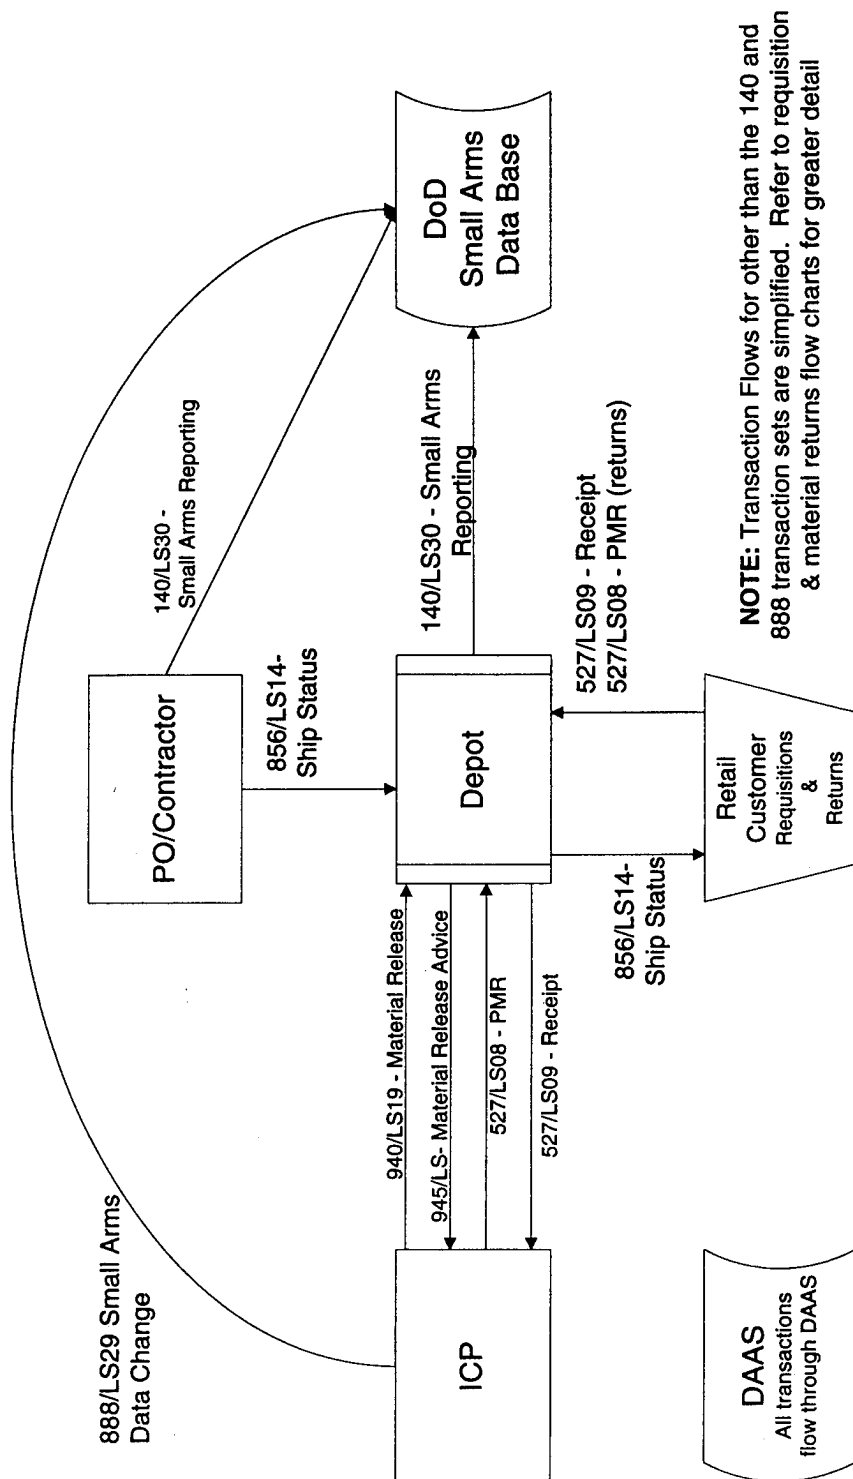 888/LS29 Small Arms
Data Change
140/LS30 -
Small Arms Reporting
PO/Contractor
856/LS14-
Ship Status
940/LS19 - Material Release
945/LS- Material Release Advice
527/LS08 - PMR
527/LS09 - Receipt
ICP
Depot
140/LS30 - Small Arms
Reporting
DoD
Small Arms
Data Base
856/LS14-
Ship Status
527/LS09 - Receipt
527/LS08 - PMR (returns)
DAAS
All transactions
flow through DAAS
Retail
Customer
Requisitions
&
Returns
NOTE: Transaction Flows for other than the 140 and
888 transaction sets are simplified. Refer to requisition
& material returns flow charts for greater detail